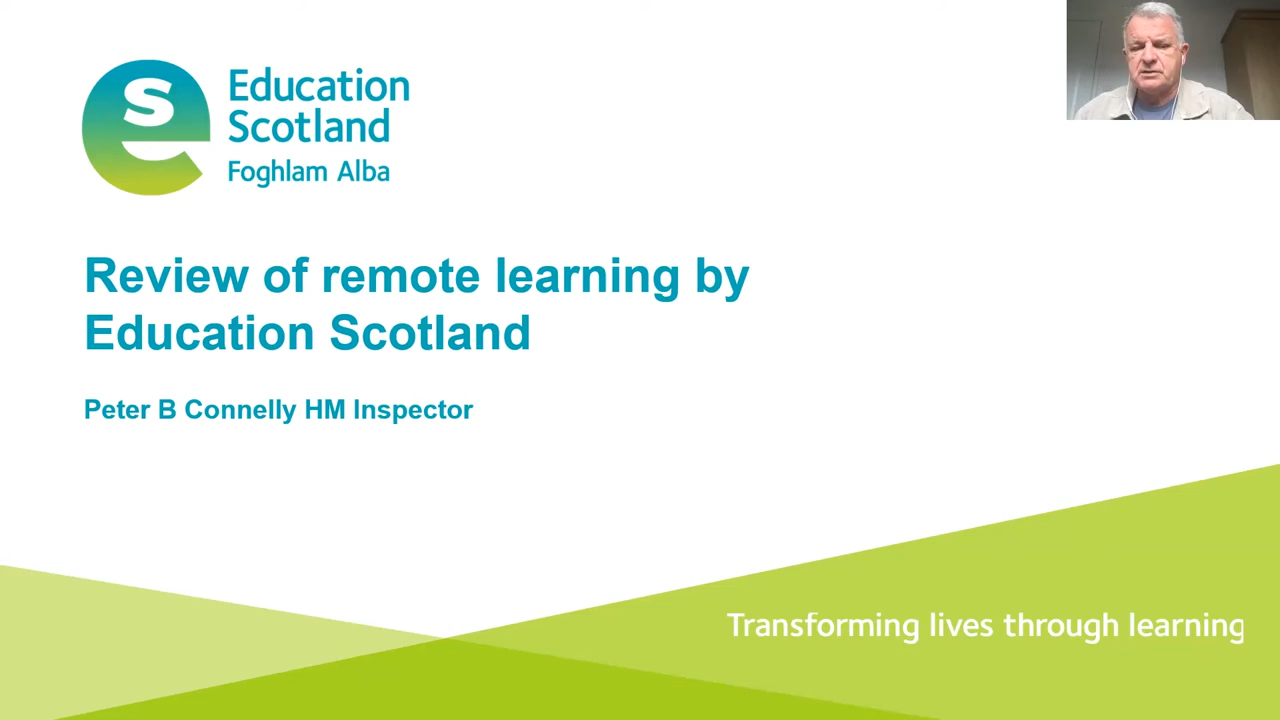 Education
Scotland
Foghlam Alba
Review of remote learning by
Education Scotland
Peter B Connelly HM Inspector
Transforming lives through learning